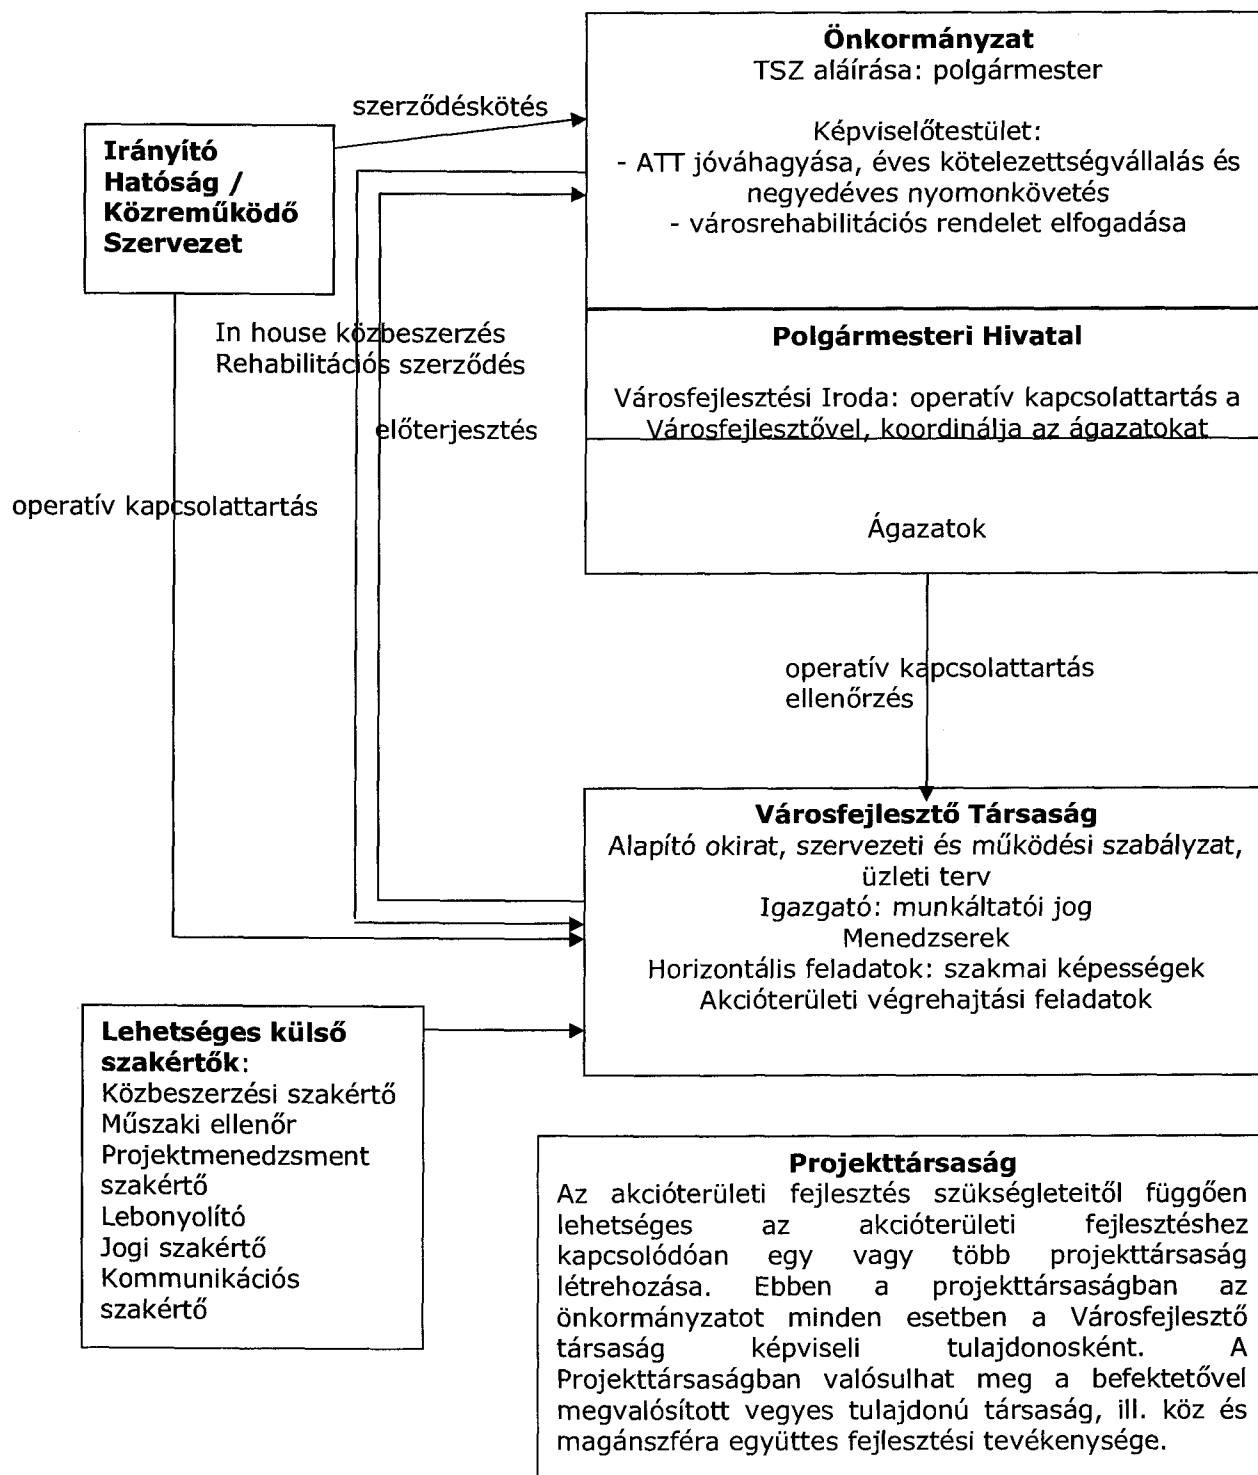 Önkormányzat
TSZ aláírása: polgármester
Képviselőtestület:
- ATT jóváhagyása, éves kötelezettségvállalás és
negyedéves nyomonkövetés
- városrehabilitációs rendelet elfogadása
szerződéskötés
Irányító
Hatóság /
Közreműködő
Szervezet
In house közbeszerzés
Rehabilitációs szerződés
előterjesztés
operatív kapcsolattartás
Polgármesteri Hivatal
Városfejlesztési Iroda: operatív kapcsolattartás a
Városfejlesztővel, koordinálja az ágazatokat
Ágazatok
operatív kapcsolattartás
ellenőrzés
Városfejlesztő Társaság
Alapító okirat, szervezeti és működési szabályzat,
üzleti terv
Igazgató: munkáltatói jog
Menedzserek
Horizontális feladatok: szakmai képességek
Akcióterületi végrehajtási feladatok
Lehetséges külső
szakértők:
Közbeszerzési szakértő
Műszaki ellenőr
Projektmenedzsment
szakértő
Lebonyolító
Jogi szakértő
Kommunikációs
szakértő
Projekttársaság
Az akcióterületi fejlesztés szükségleteitől függően
lehetséges az akcióterületi fejlesztéshez
kapcsolódóan egy vagy több projekttársaság
létrehozása. Ebben a projekttársaságban az
önkormányzatot minden esetben a Városfejlesztő
társaság képviseli tulajdonosként. A
Projekttársaságban valósulhat meg a befektetővel
megvalósított vegyes tulajdonú társaság, ill. köz és
magánszféra együttes fejlesztési tevékenysége.